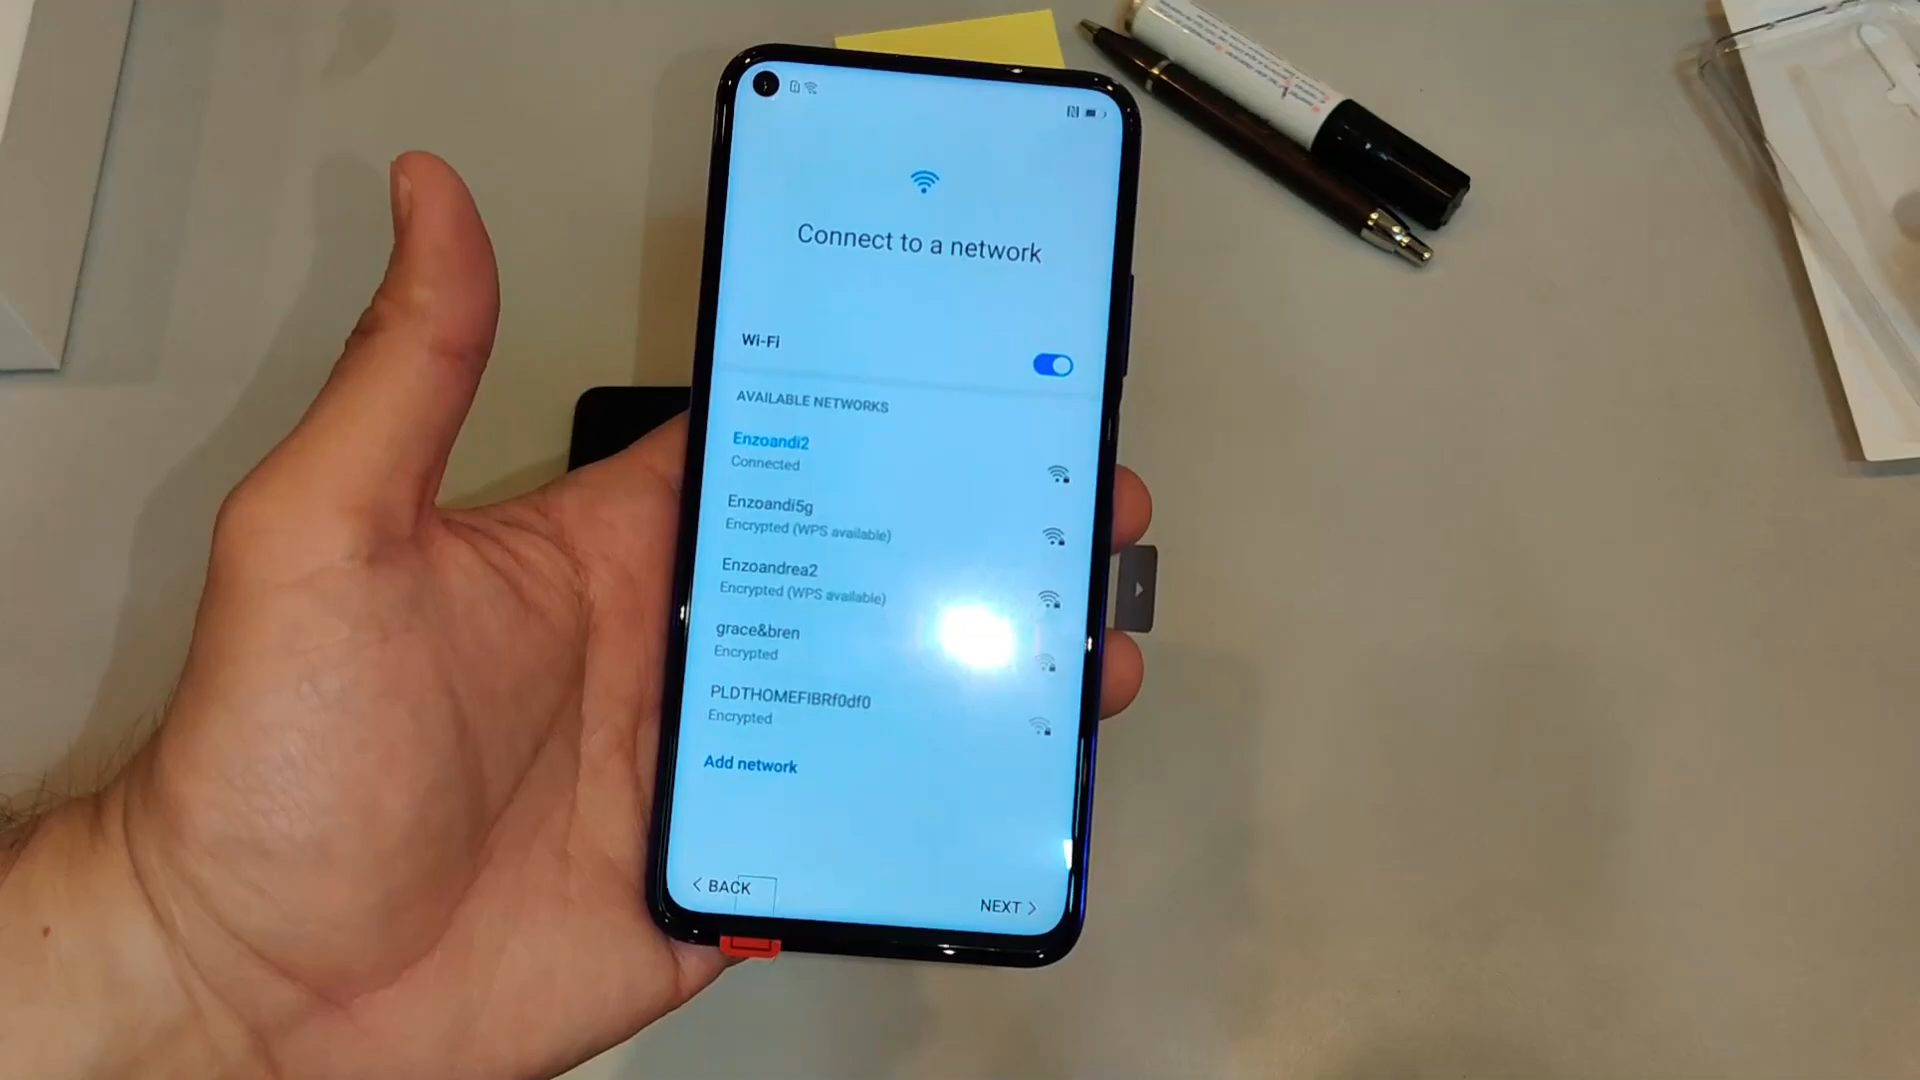 Connect to a network
Wi-Fi
AVAILABLE NETWORKS
Enzoandi2
Connected
Enzoandi5g
Encrypted (WPS available)
Enzoandrea2
Encrypted (WPS available)
grace&bren
Encrypted
PLDTHOMEFIBRf0df0
Encrypted
Add network
< BACK
NEXT >